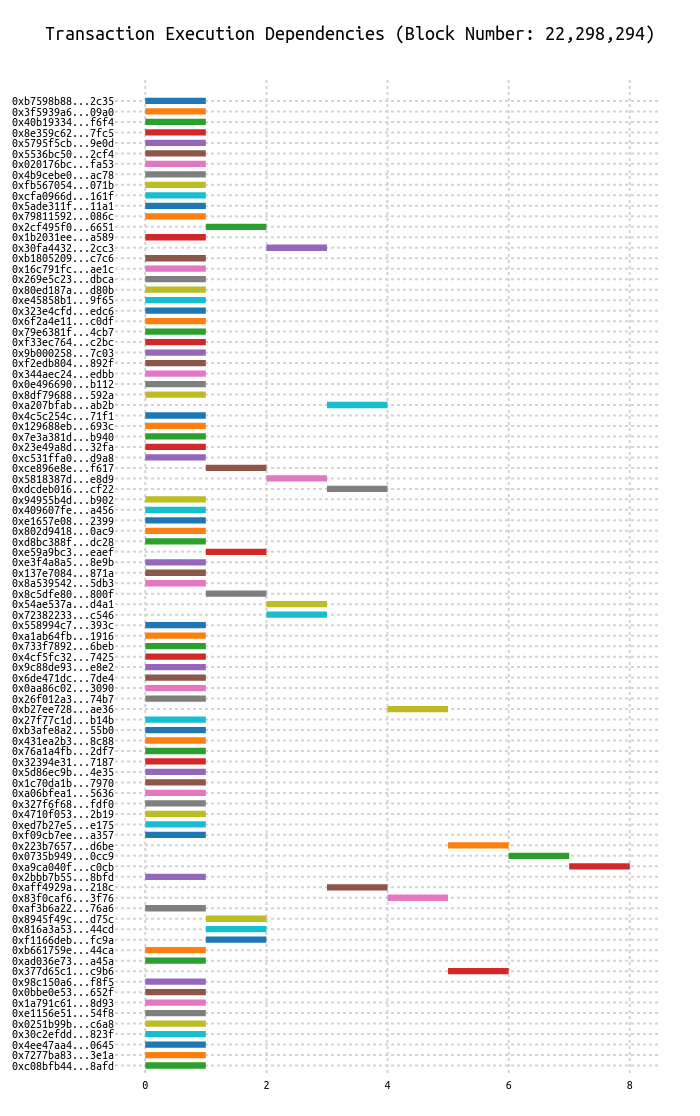 Transaction Execution Dependencies (Block Number: 22,298,294)
0xb7598b88...2c35
0x3f5939a6...09a0
0x40b19334...f6f4
0x8e359c62...7fc5
0x5795f5cb...9e0d
0x5536bc50...2cf4
0x020176bc...fa53
0x4b9cebe0...ac78
0xfb567054...071b
0xcfa0966d...161f
0x5ade311f...11a1
0x79811592...086c
0x2cf495f0...6651
0x1b2031ee...a589
0x30fa4432...2cc3
0xb1805209...c7c6
0x16c791fc...ae1c
0x269e5c23...dbca
0x80ed187a...d80b
0xe45858b1...9f65
0x323e4cfd...edc6
0x6f2a4e11...c0df
0x79e6381f...4cb7
0xf33ec764...c2bc
0x9b000258...7c03
0xf2edb804...892f
0x344aec24...edbb
0x0e496690...b112
0x8df79688...592a
0xa207bfab...ab2b
0x4c5c254c...71f1
0x129688eb...693c
0x7e3a381d...b940
0x23e49a8d...32fa
0xc531ffa0...d9a8
0xce896e8e...f617
0x5818387d...e8d9
0xdcdeb016...cf22
0x94955b4d...b902
0x409607fe...a456
0xe1657e08...2399
0x802d9418...0ac9
0xd8bc388f...dc28
0xe59a9bc3...eaef
0xe3f4a8a5...8e9b
0x137e7084...871a
0x8a539542...5db3
0x8c5dfe80...800f
0x54ae537a...d4a1
0x72382233...c546
0x558994c7...393c
0xa1ab64fb...1916
0x733f7892...6beb
0x4cf5fc32...7425
0x9c88de93...e8e2
0x6de471dc...7de4
0x0aa86c02...3090
0x26f012a3...74b7
0xb27ee728...ae36
0x27f77c1d...b14b
0xb3afe8a2...55b0
0x431ea2b3...8c88
0x76a1a4fb...2df7
0x32394e31...7187
0x5d86ec9b...4e35
0x1c70da1b...7970
0xa06bfea1...5636
0x327f6f68...fdf0
0x4710f053...2b19
0xed7b27e5...e175
0xf09cb7ee...a357
0x223b7657...d6be
0x0735b949...0cc9
0xa9ca040f...c0cb
0x2bbb7b55...8bfd
0xaff4929a...218c
0x83f0caf6...3f76
0xaf3b6a22...76a6
0x8945f49c...d75c
0x816a3a53...44cd
0xf1166deb...fc9a
0xb661759e...44ca
0xad036e73...a45a
0x377d65c1...c9b6
0x98c150a6...f8f5
0x0bbe0e53...652f
0x1a791c61...8d93
0xe1156e51...54f8
0x0251b99b...c6a8
0x30c2efdd...823f
0x4ee47aa4...0645
0x7277ba83...3e1a
0xc08bfb44...8afd
0 2 4 6 8